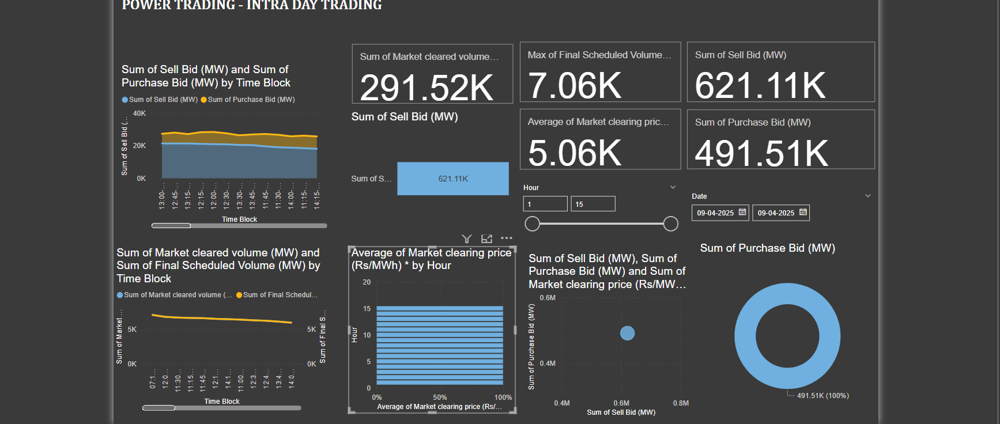 POWER TRADING - INTRA DAY TRADING
Sum of Market cleared volume...
291.52K
Max of Final Scheduled Volume...
7.06K
Sum of Sell Bid (MW)
621.11K
Average of Market clearing pric...
5.06K
Sum of Purchase Bid (MW)
491.51K
Sum of Sell Bid (MW) and Sum of
Purchase Bid (MW) by Time Block
Sum of Sell Bid (MW) Sum of Purchase Bid (MW)
Sum of Sell Bid (...
40K
20K
0K
13:00-... 12:45-... 13:15-... 12:15-... 12:00-... 12:30-... 13:30-... 13:45-... 11:45-... 11:30-... 14:00-... 11:15-... 14:15-...
Time Block
Sum of Sell Bid (MW)
Sum of S...
621.11K
Hour
1 15
Date
09-04-2025 09-04-2025
Sum of Market cleared volume (MW) and
Sum of Final Scheduled Volume (MW) by
Time Block
Sum of Market cleared volume (... Sum of Final Schedul...
Sum of Market ...
5K
0K
5K
0K
Sum of Final S...
07:1... 12:0... 11:30... 11:15... 11:45... 12:1... 14:1... 11:00... 12:3... 12:4... 13:4... 14:0...
Time Block
Average of Market clearing price
(Rs/MWh) * by Hour
Hour
20
15
10
5
0
0% 50% 100%
Average of Market clearing price (Rs/...
Sum of Sell Bid (MW), Sum of
Purchase Bid (MW) and Sum of
Market clearing price (Rs/MW...
Sum of Purchase Bid (MW)
0.6M
0.4M
0.4M 0.6M 0.8M
Sum of Sell Bid (MW)
Sum of Purchase Bid (MW)
491.51K (100%)